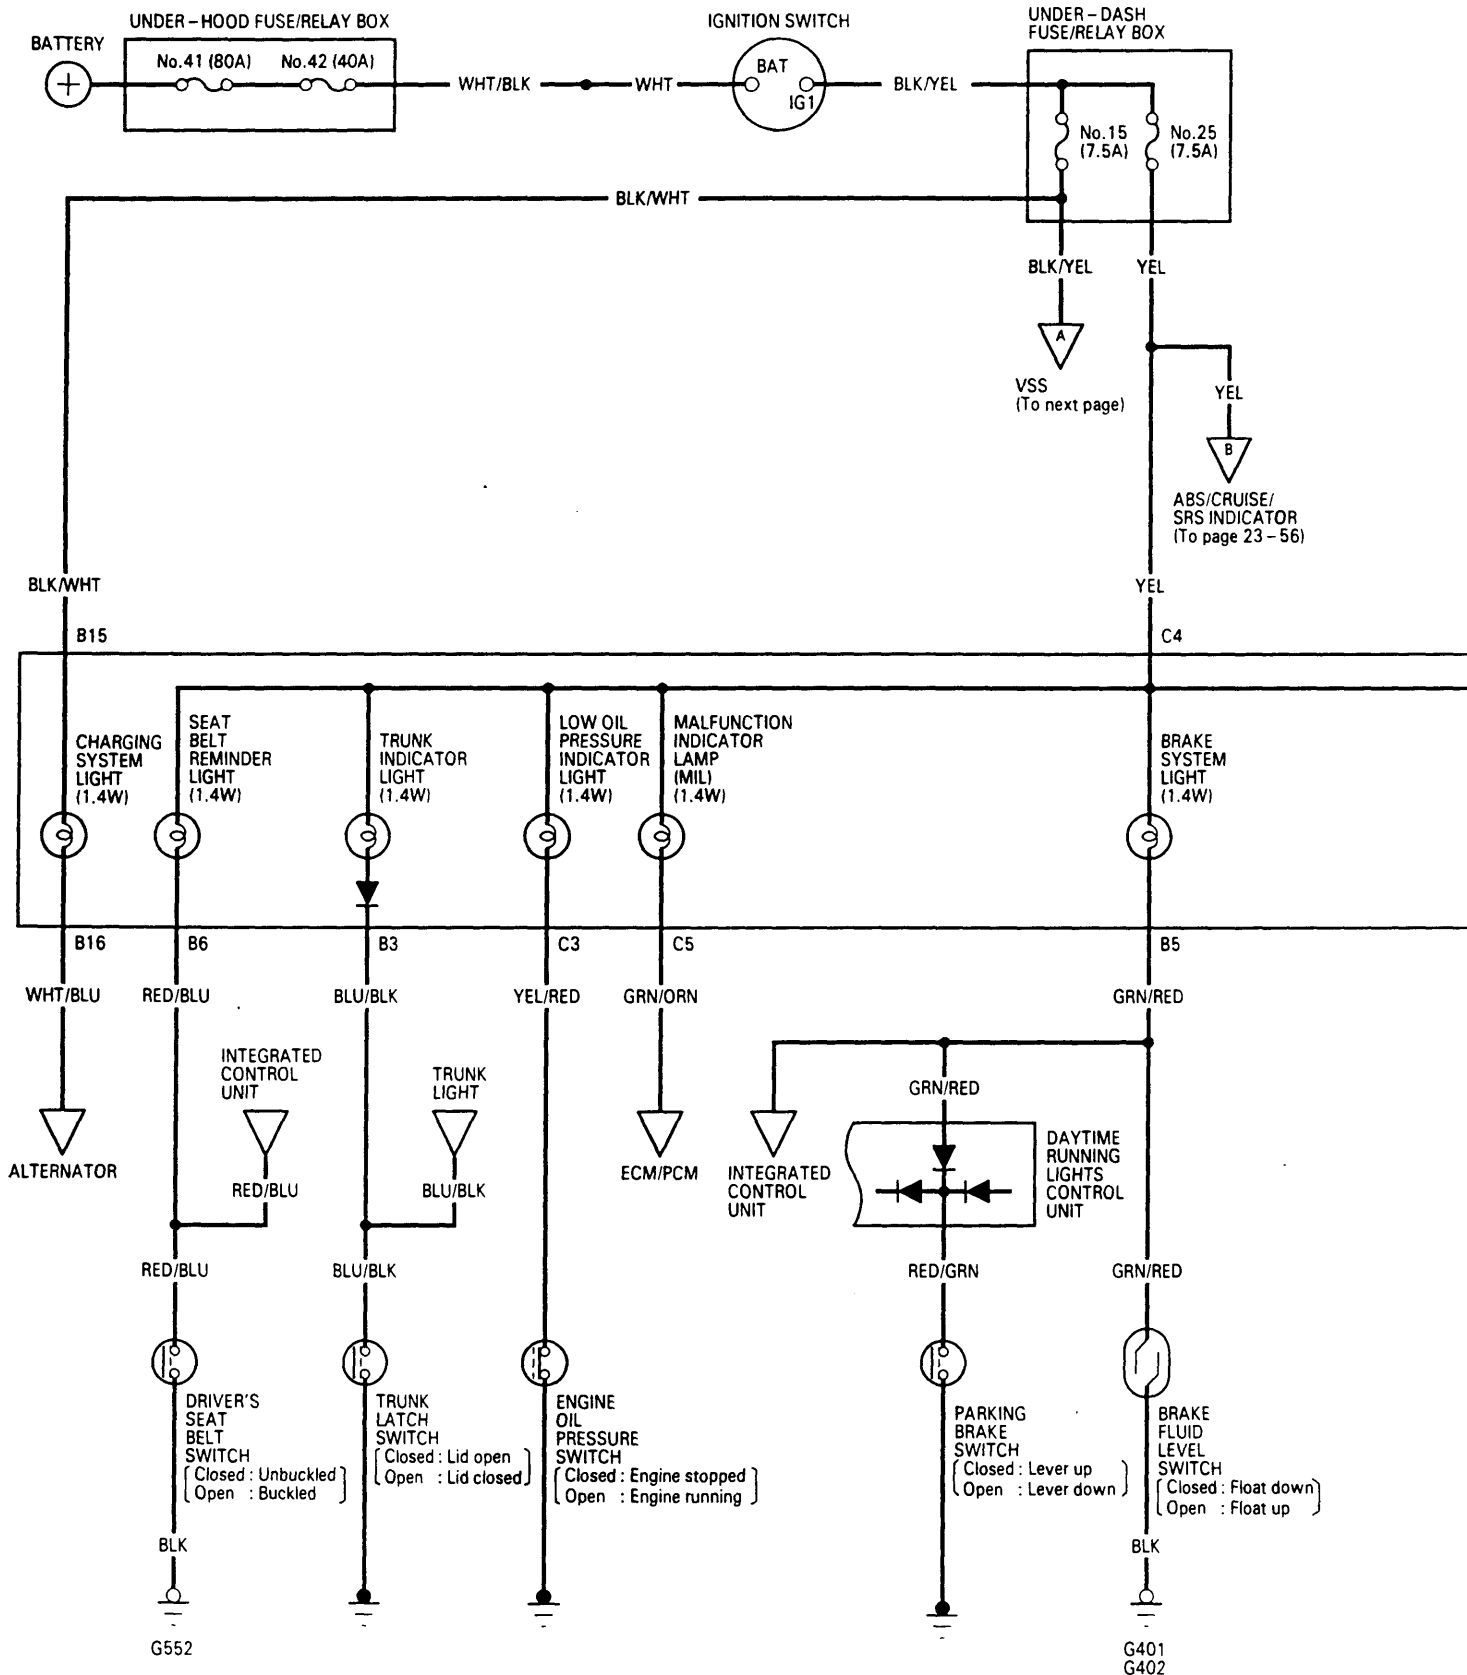 UNDER-HOOD FUSE/RELAY BOX
BATTERY
No.41 (80A)
No.42 (40A)
WHT/BLK
WHT
IGNITION SWITCH
BAT
IG1
BLK/YEL
UNDER-DASH
FUSE/RELAY BOX
No.15
(7.5A)
No.25
(7.5A)
BLK/WHT
BLK/YEL
YEL
A
VSS
(To next page)
YEL
B
ABS/CRUISE/
SRS INDICATOR
(To page 23-56)
BLK/WHT
YEL
B15
C4
CHARGING
SYSTEM
LIGHT
(1.4W)
SEAT
BELT
REMINDER
LIGHT
(1.4W)
TRUNK
INDICATOR
LIGHT
(1.4W)
LOW OIL
PRESSURE
INDICATOR
LIGHT
(1.4W)
MALFUNCTION
INDICATOR
LAMP
(MIL)
(1.4W)
BRAKE
SYSTEM
LIGHT
(1.4W)
B16
B6
B3
C3
C5
B5
WHT/BLU
RED/BLU
BLU/BLK
YEL/RED
GRN/ORN
GRN/RED
INTEGRATED
CONTROL
UNIT
TRUNK
LIGHT
GRN/RED
ALTERNATOR
RED/BLU
BLU/BLK
ECM/PCM
INTEGRATED
CONTROL
UNIT
DAYTIME
RUNNING
LIGHTS
CONTROL
UNIT
RED/BLU
BLU/BLK
RED/GRN
GRN/RED
DRIVER'S
SEAT
BELT
SWITCH
Closed : Unbuckled
Open : Buckled
TRUNK
LATCH
SWITCH
Closed : Lid open
Open : Lid closed
ENGINE
OIL
PRESSURE
SWITCH
Closed : Engine stopped
Open : Engine running
PARKING
BRAKE
SWITCH
Closed : Lever up
Open : Lever down
BRAKE
FLUID
LEVEL
SWITCH
Closed : Float down
Open : Float up
BLK
BLK
G552
G401
G402